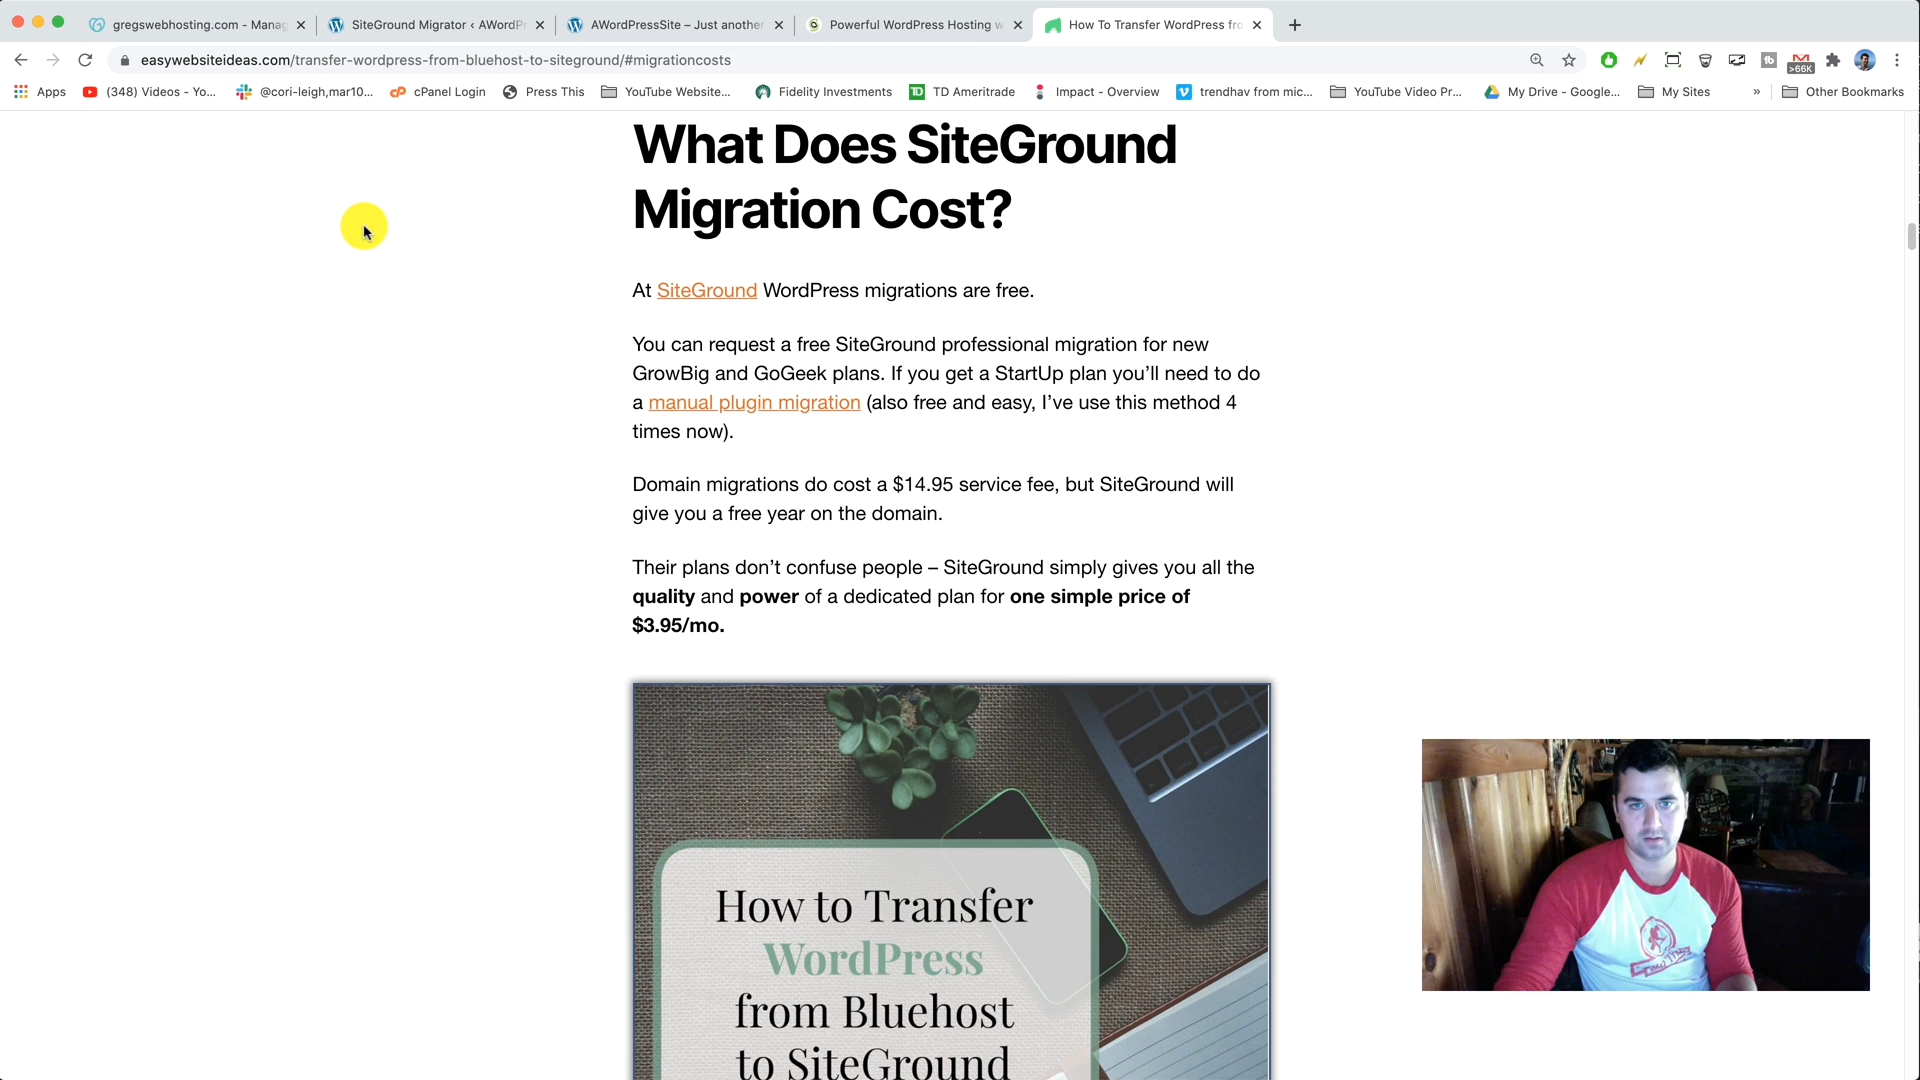 gregswebhosting.com - Manag
SiteGround Migrator ‹ AWordPr
AWordPressSite – Just another
Powerful WordPress Hosting w
How To Transfer WordPress fro
easywebsiteideas.com/transfer-wordpress-from-bluehost-to-siteground/#migrationcosts
>66K
Apps
(348) Videos - Yo...
@cori-leigh,mar10...
cPanel Login
Press This
YouTube Website...
Fidelity Investments
TD Ameritrade
Impact - Overview
trendhav from mic...
YouTube Video Pr...
My Drive - Google...
My Sites
»
Other Bookmarks
What Does SiteGround
Migration Cost?
At SiteGround WordPress migrations are free.
You can request a free SiteGround professional migration for new
GrowBig and GoGeek plans. If you get a StartUp plan you’ll need to do
a manual plugin migration (also free and easy, I’ve use this method 4
times now).
Domain migrations do cost a $14.95 service fee, but SiteGround will
give you a free year on the domain.
Their plans don’t confuse people – SiteGround simply gives you all the
quality and power of a dedicated plan for one simple price of
$3.95/mo.
How to Transfer
WordPress
from Bluehost
to SiteGround